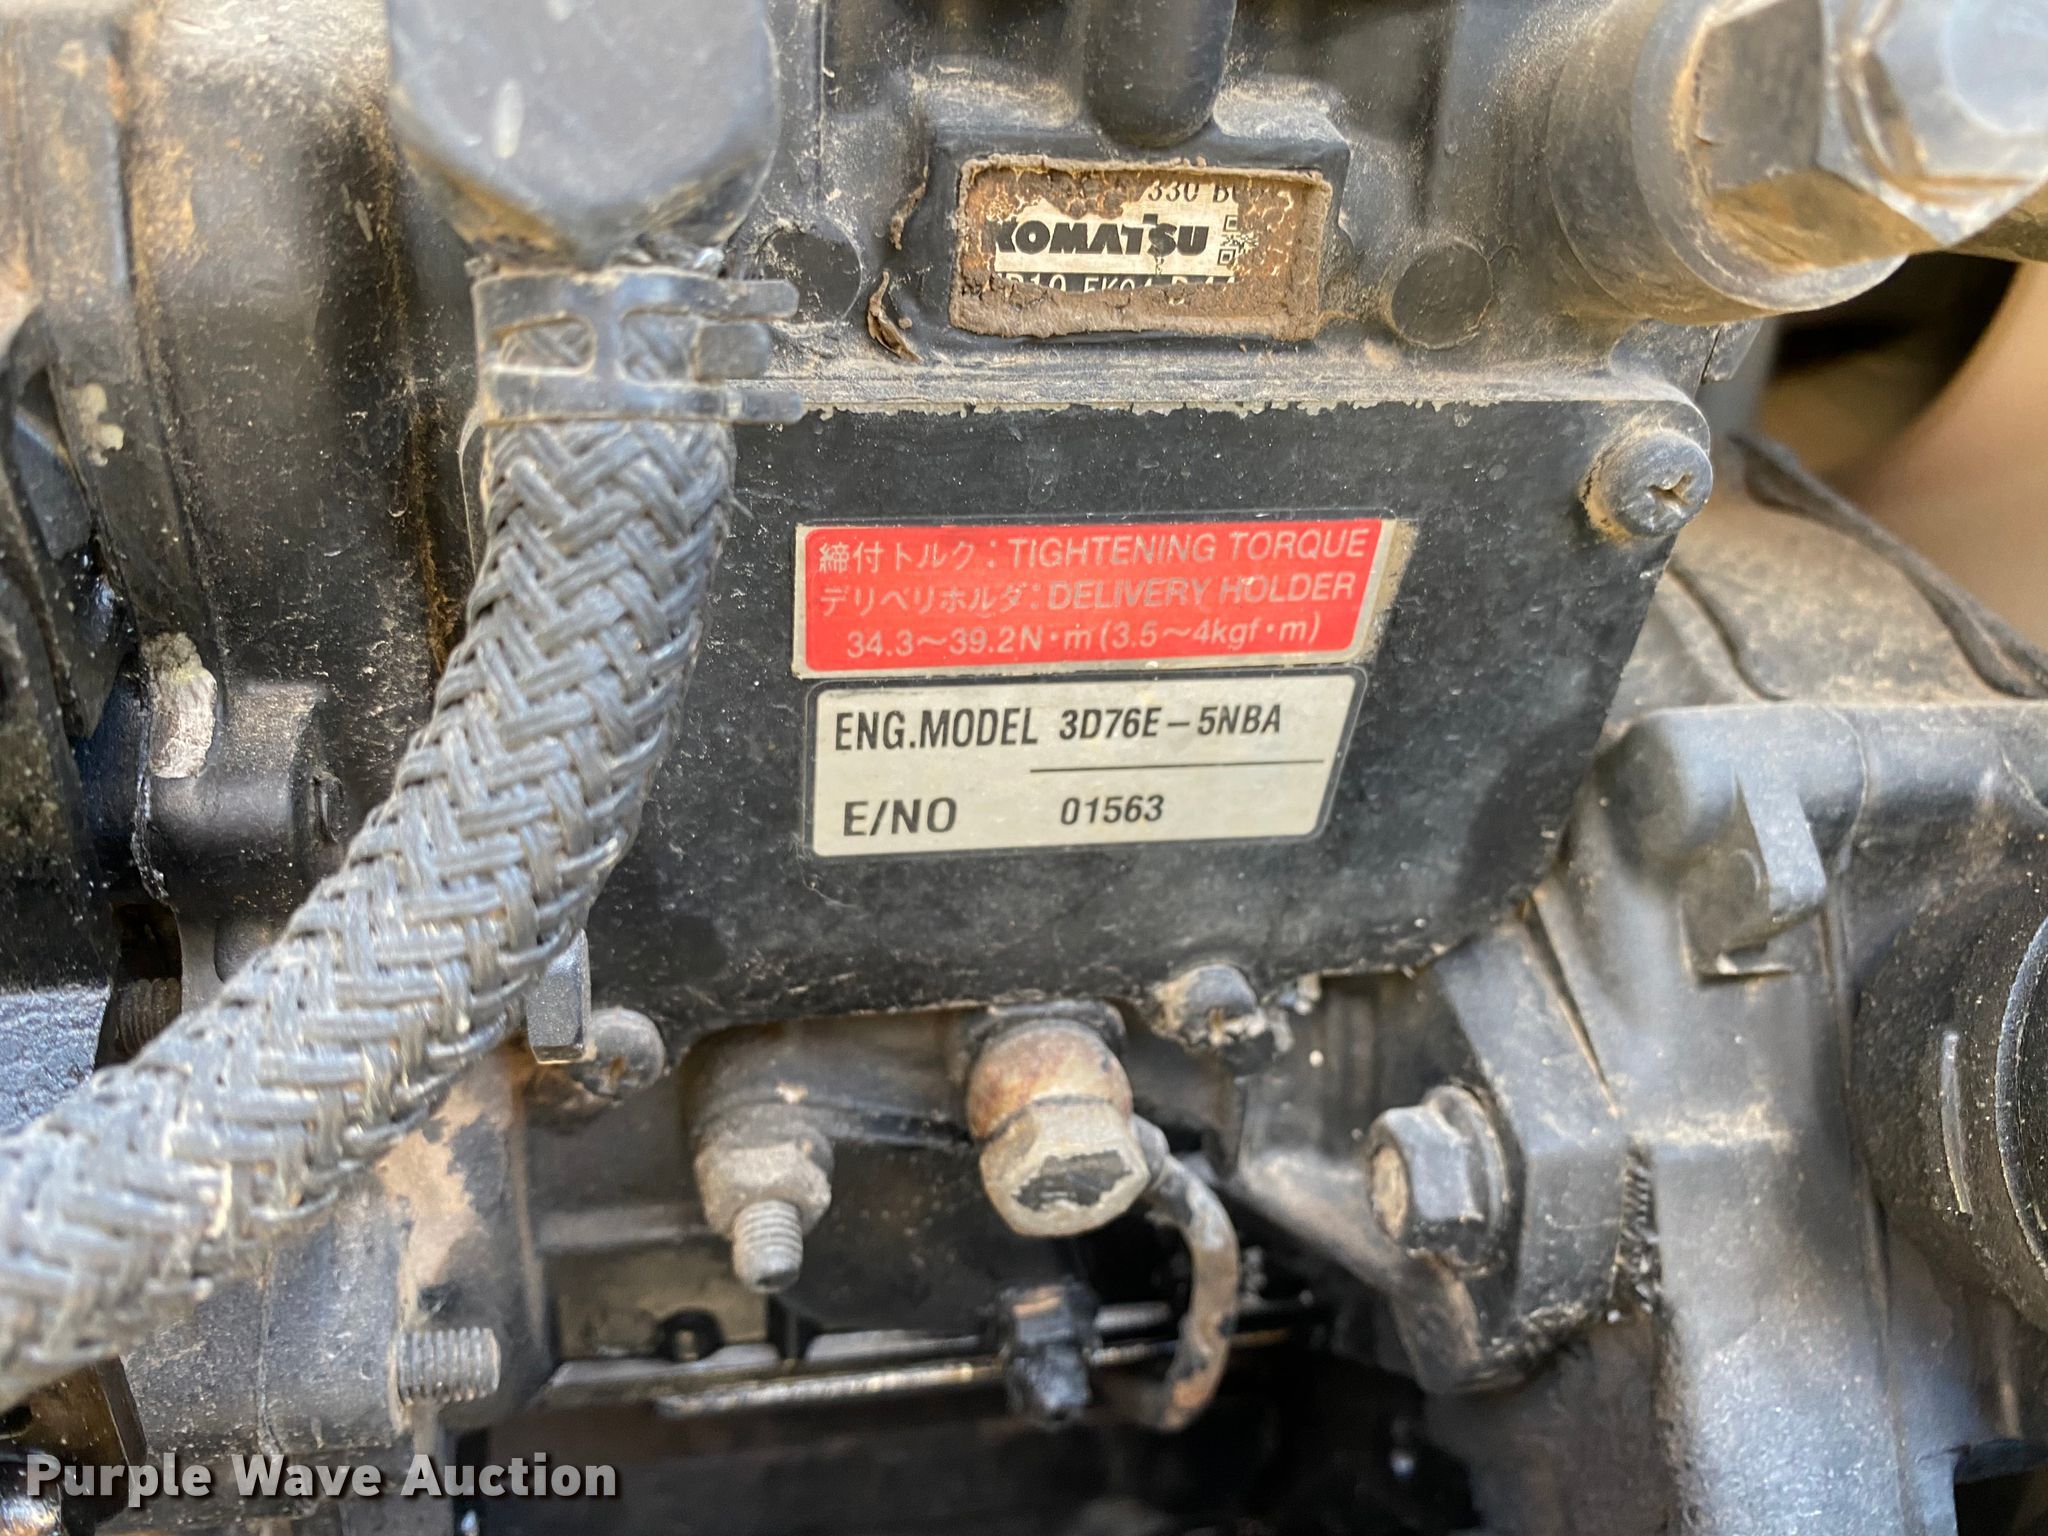 330
KOMATSU
締付トルク:TIGHTENING TORQUE
デリベリホルダ:DELIVERY HOLDER
34.3～39.2N・m(3.5～4kgf・m)
ENG.MODEL 3D76E-5NBA
E/NO 01563
Purple Wave Auction